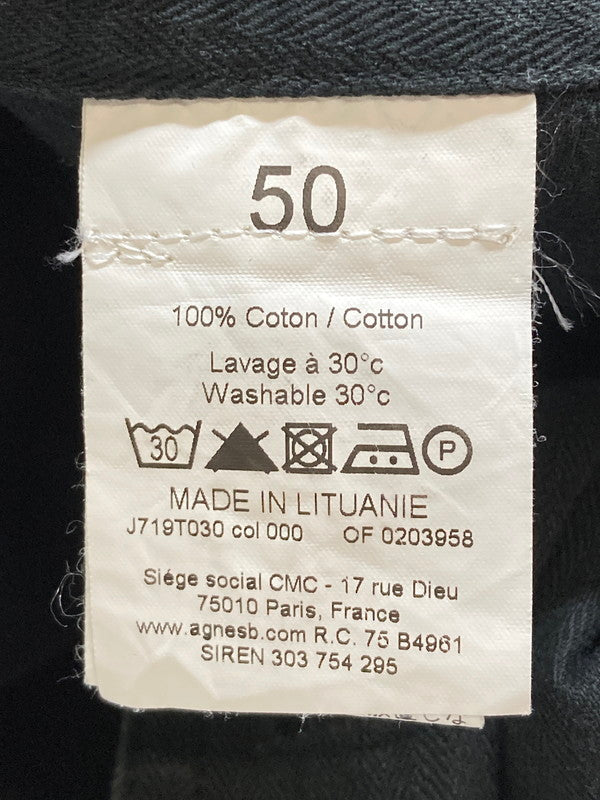 50
100% Coton / Cotton
Lavage à 30°c
Washable 30°c
30 P
MADE IN LITUANIE
J719T030 col 000 OF 0203958
Siége social CMC - 17 rue Dieu
75010 Paris, France
www.agnesb.com R.C. 75 B4961
SIREN 303 754 295